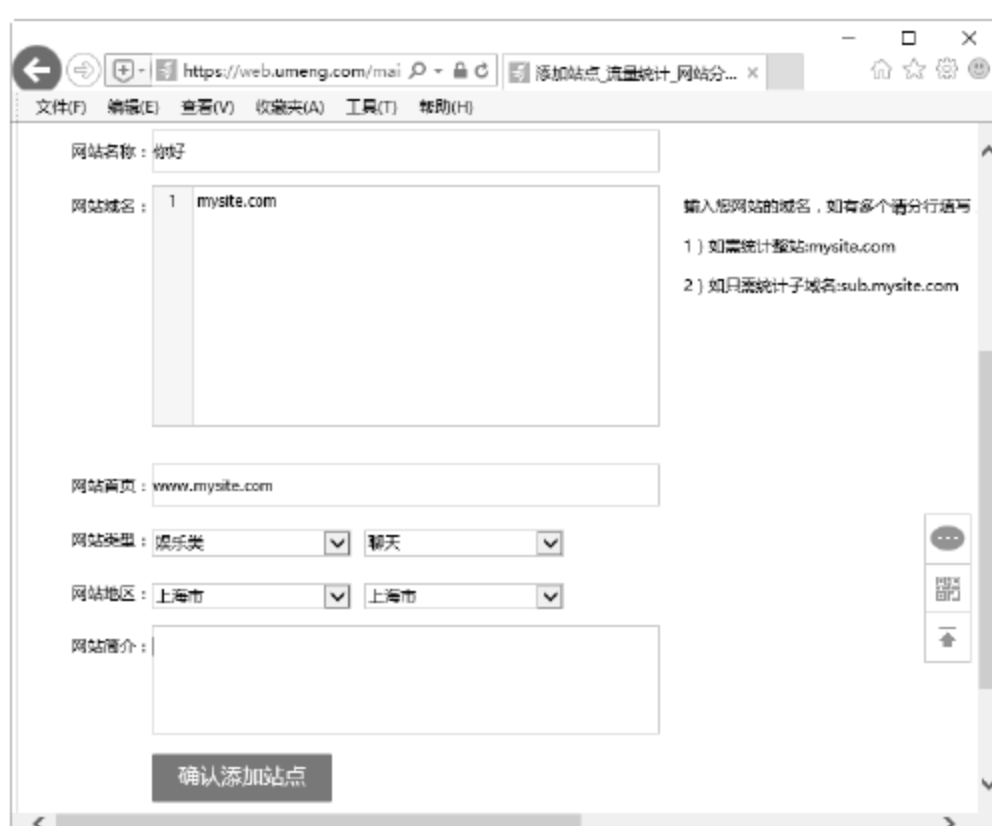 https://web.umeng.com/mai
添加站点_流量统计_网站分... ×
文件(F) 编辑(E) 查看(V) 收藏夹(A) 工具(T) 帮助(H)
网站名称：你好
网站域名：
1 mysite.com
输入您网站的域名，如有多个请分行填写
1）如需统计整站:mysite.com
2）如只需统计子域名:sub.mysite.com
网站首页：www.mysite.com
网站类型：娱乐类 聊天
网站地区：上海市 上海市
网站简介：
确认添加站点